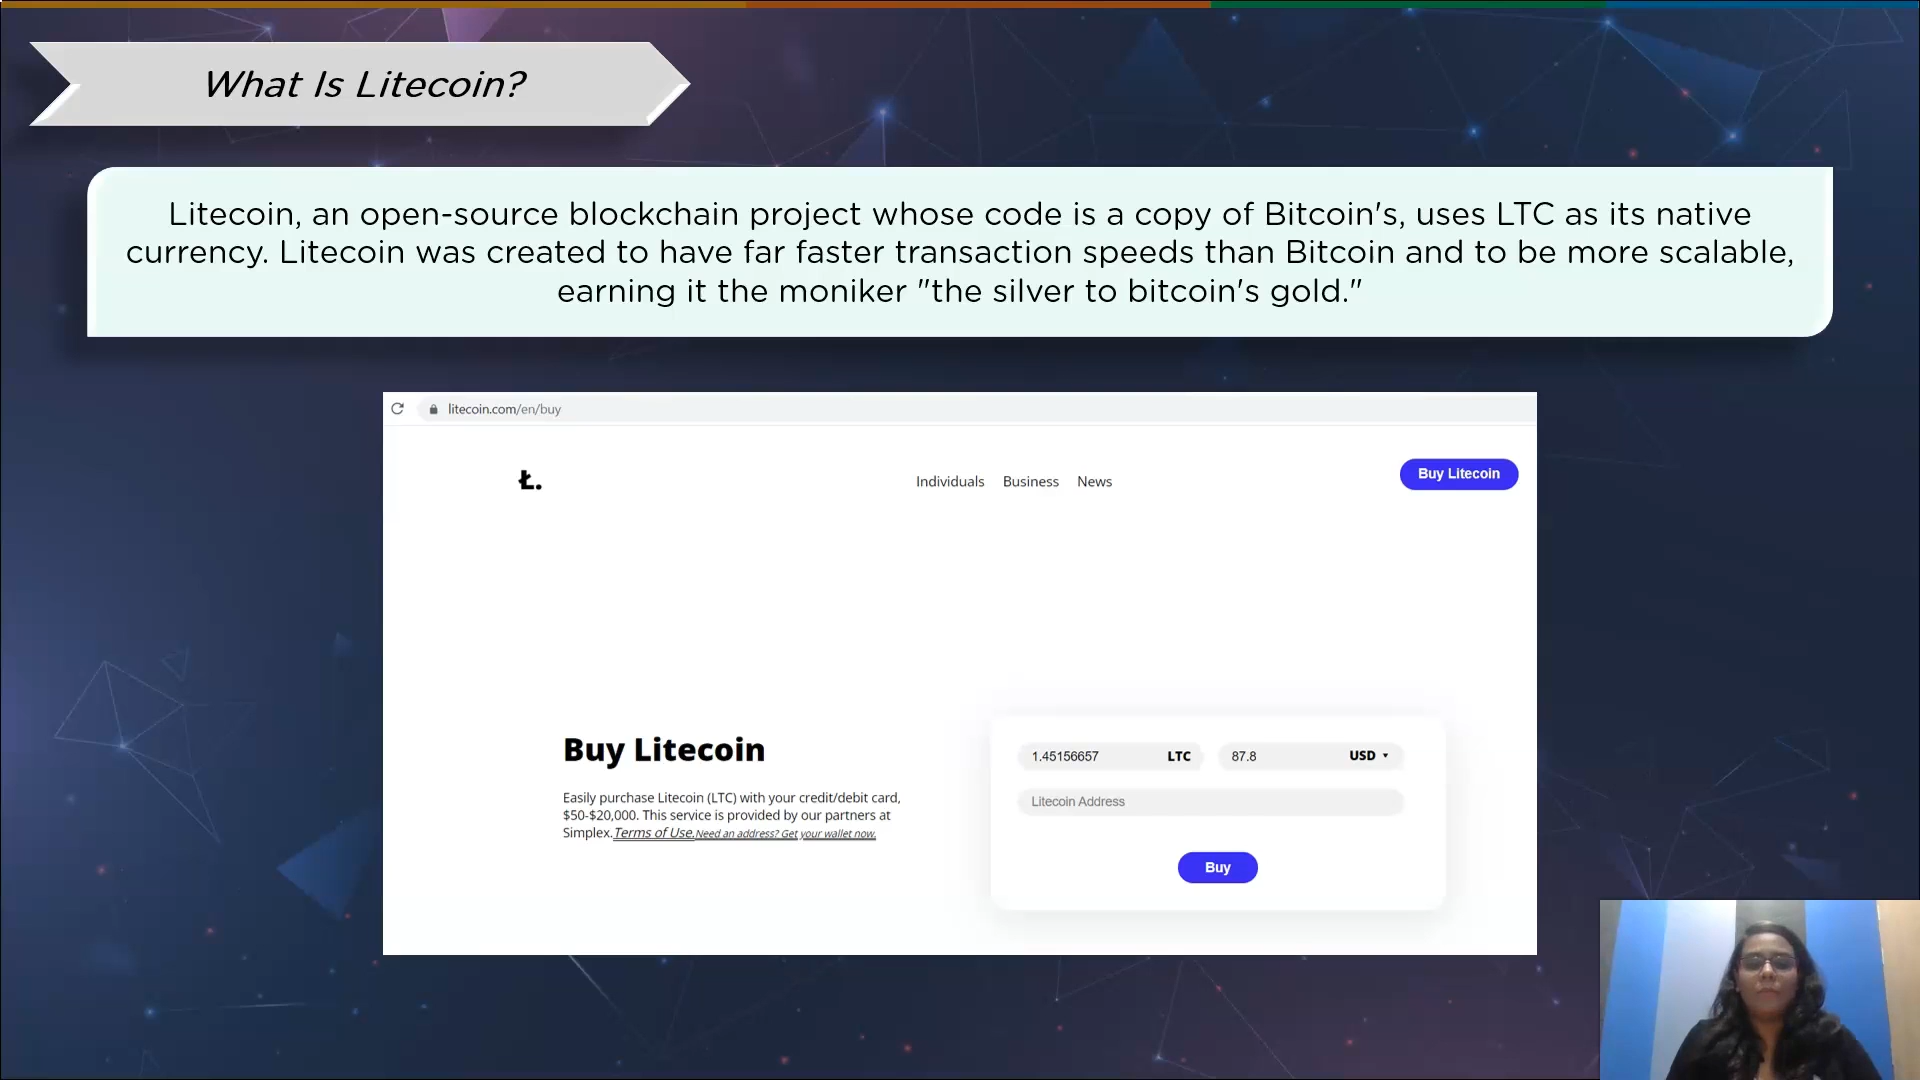 What Is Litecoin?
Litecoin, an open-source blockchain project whose code is a copy of Bitcoin's, uses LTC as its native
currency. Litecoin was created to have far faster transaction speeds than Bitcoin and to be more scalable,
earning it the moniker "the silver to bitcoin's gold."
litecoin.com/en/buy
Ł.
Individuals Business News
Buy Litecoin
Buy Litecoin
Easily purchase Litecoin (LTC) with your credit/debit card,
$50-$20,000. This service is provided by our partners at
Simplex.Terms of Use.Need an address? Get your wallet now.
1.45156657 LTC 87.8 USD
Litecoin Address
Buy